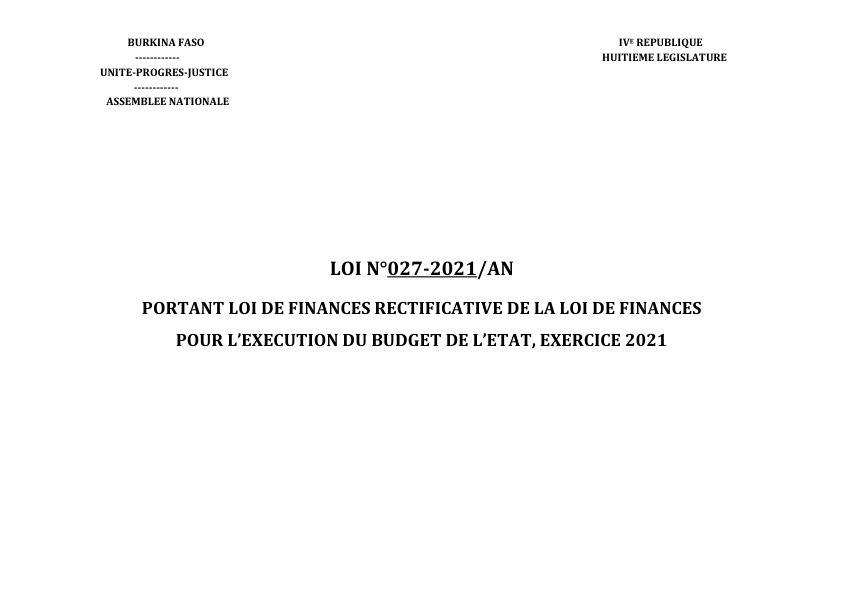 BURKINA FASO
------------
UNITE-PROGRES-JUSTICE
------------
ASSEMBLEE NATIONALE
IVᴱ REPUBLIQUE
HUITIEME LEGISLATURE
LOI N°027-2021/AN
PORTANT LOI DE FINANCES RECTIFICATIVE DE LA LOI DE FINANCES
POUR L’EXECUTION DU BUDGET DE L’ETAT, EXERCICE 2021